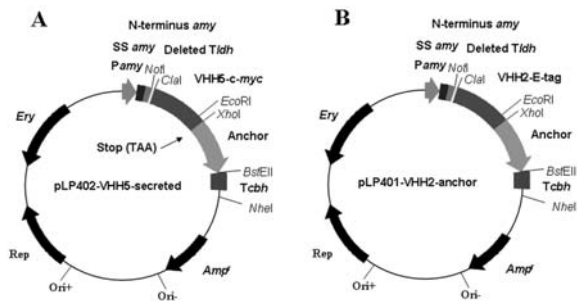 A
N-terminus amy
SS amy Deleted Tldh
Pamy NotI
ClaI VHH5-c-myc
EcoRI
XhoI
Ery
Anchor
Stop (TAA)
BstEII
pLP402-VHH5-secreted
Tcbh
NheI
Rep
Ampr
Ori+
Ori-
B
N-terminus amy
SS amy Deleted Tldh
Pamy NotI
ClaI VHH2-E-tag
EcoRI
XhoI
Ery
Anchor
BstEII
pLP401-VHH2-anchor
Tcbh
NheI
Rep
Ampr
Ori+
Ori-